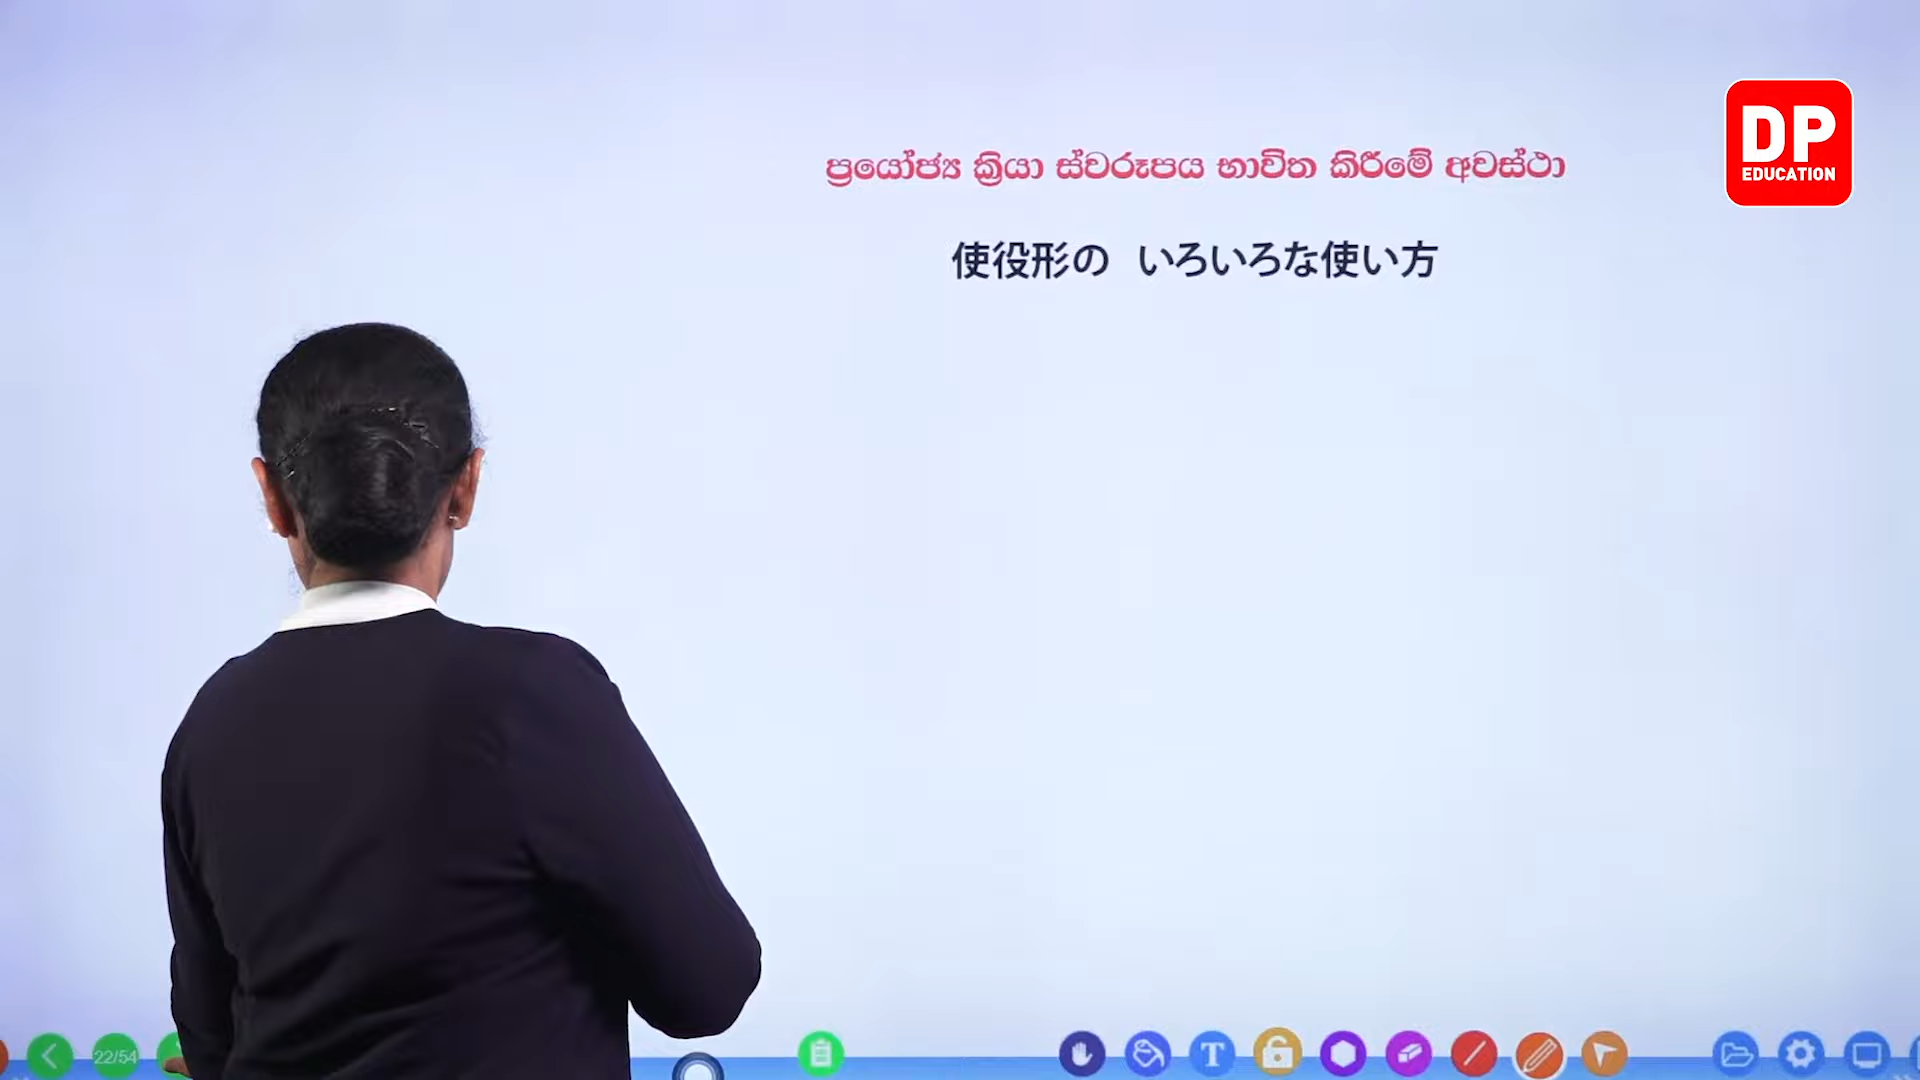 DP
EDUCATION
ප්‍රයෝජ්‍ය ක්‍රියා ස්වරූපය භාවිත කිරීමේ අවස්ථා
使役形の いろいろな使い方
22/54
T